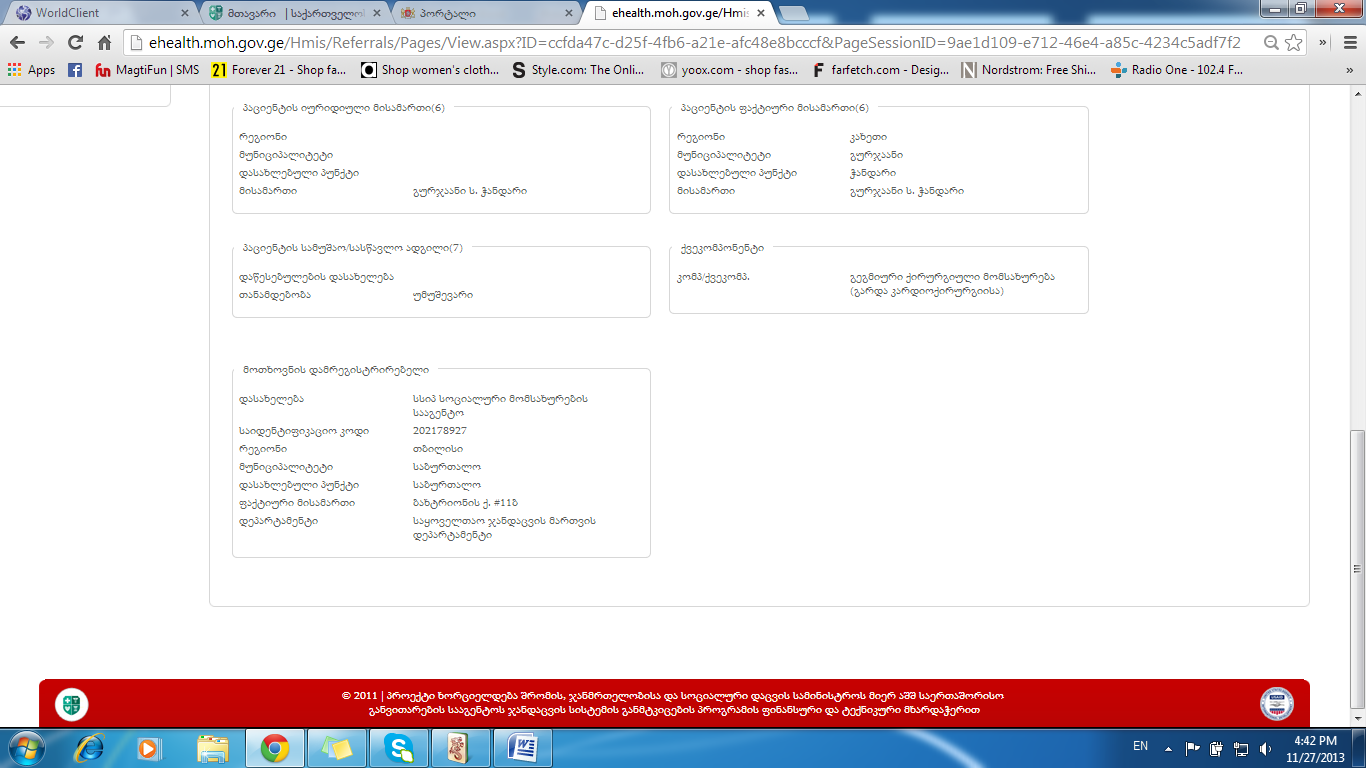 WorldClient
მთავარი | საქართველო
პორტალი
ehealth.moh.gov.ge/Hmis
ehealth.moh.gov.ge/Hmis/Referrals/Pages/View.aspx?ID=ccfda47c-d25f-4fb6-a21e-afc48e8bcccf&PageSessionID=9ae1d109-e712-46e4-a85c-4234c5adf7f2
Apps
MagtiFun | SMS
Forever 21 - Shop fa...
Shop women's cloth...
Style.com: The Onli...
yoox.com - shop fas...
farfetch.com - Desig...
Nordstrom: Free Shi...
Radio One - 102.4 F...
პაციენტის იურიდიული მისამართი(6)
რეგიონი
მუნიციპალიტეტი
დასახლებული პუნქტი
მისამართი გურჯაანი ს. ჭანდარი
პაციენტის ფაქტიური მისამართი(6)
რეგიონი კახეთი
მუნიციპალიტეტი გურჯაანი
დასახლებული პუნქტი ჭანდარი
მისამართი გურჯაანი ს. ჭანდარი
პაციენტის სამუშაო/სასწავლო ადგილი(7)
დაწესებულების დასახელება
თანამდებობა უმუშევარი
ქვეკომპონენტი
კომპ/ქვეკომპ. გეგმიური ქირურგიული მომსახურება
(გარდა კარდიოქირურგიისა)
მოთხოვნის დამრეგისტრირებელი
დასახელება სსიპ სოციალური მომსახურების
სააგენტო
საიდენტიფიკაციო კოდი 202178927
რეგიონი თბილისი
მუნიციპალიტეტი საბურთალო
დასახლებული პუნქტი საბურთალო
ფაქტიური მისამართი ბახტრიონის ქ. #11ბ
დეპარტამენტი საყოველთაო ჯანდაცვის მართვის
დეპარტამენტი
© 2011 | პროექტი ხორციელდება შრომის, ჯანმრთელობისა და სოციალური დაცვის სამინისტროს მიერ აშშ საერთაშორისო
განვითარების სააგენტოს ჯანდაცვის სისტემის განმტკიცების პროგრამის ფინანსური და ტექნიკური მხარდაჭერით
EN
4:42 PM
11/27/2013